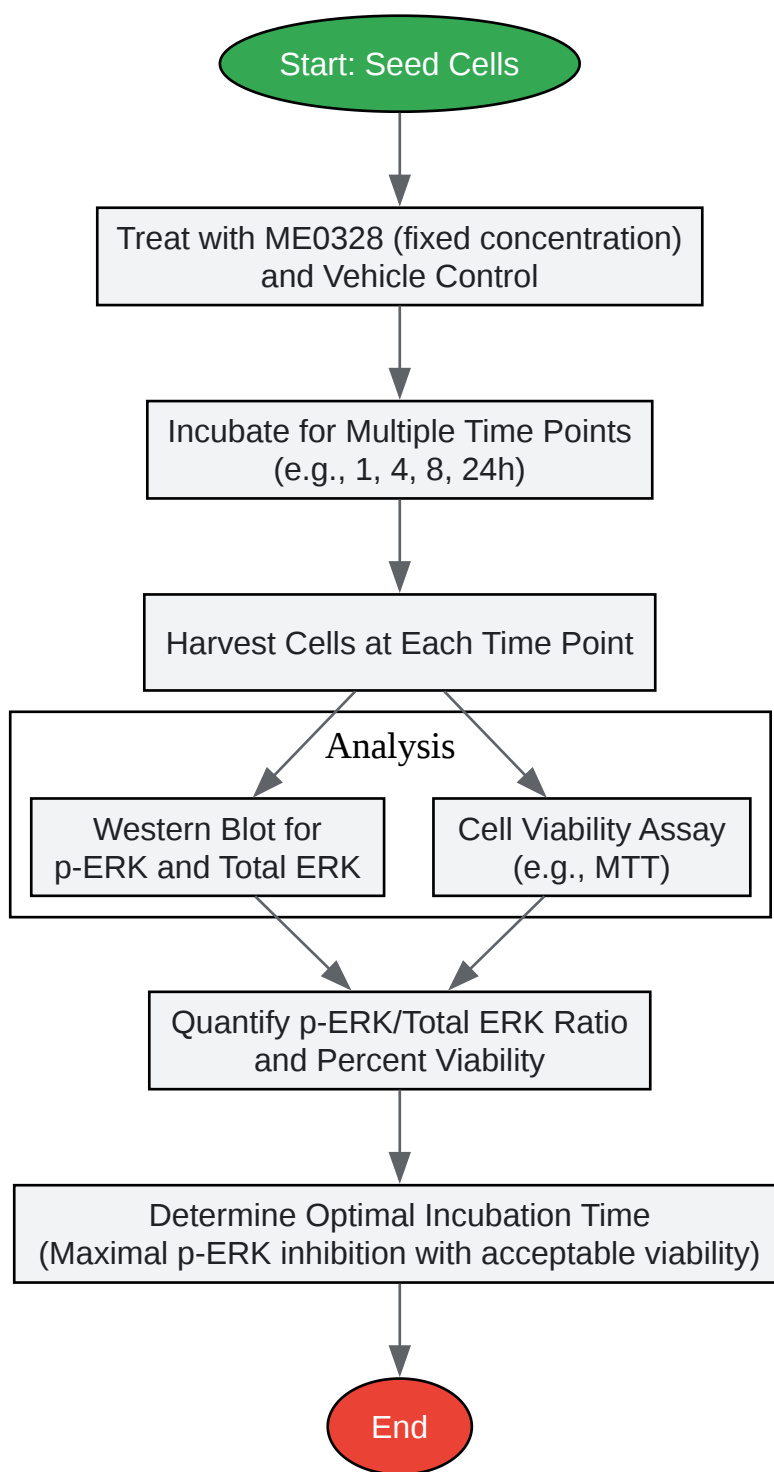 Start: Seed Cells
Treat with ME0328 (fixed concentration)
and Vehicle Control
Incubate for Multiple Time Points
(e.g., 1, 4, 8, 24h)
Harvest Cells at Each Time Point
Analysis
Western Blot for
p-ERK and Total ERK
Cell Viability Assay
(e.g., MTT)
Quantify p-ERK/Total ERK Ratio
and Percent Viability
Determine Optimal Incubation Time
(Maximal p-ERK inhibition with acceptable viability)
End